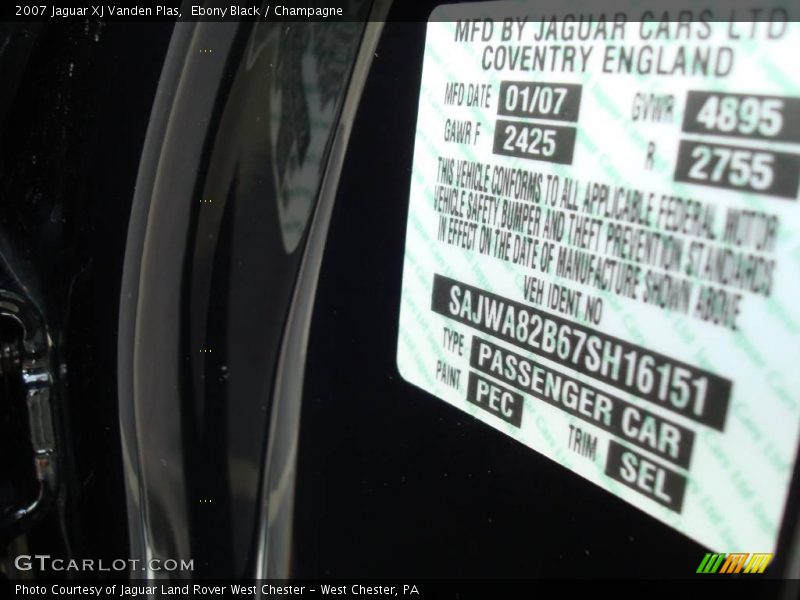 2007 Jaguar XJ Vanden Plas, Ebony Black / Champagne
MFD BY JAGUAR CARS LTD
COVENTRY ENGLAND
MFD DATE 01/07 GVWR 4895
GAWR F 2425 R 2755
THIS VEHICLE CONFORMS TO ALL APPLICABLE FEDERAL MOTOR
VEHICLE SAFETY BUMPER AND THEFT PREVENTION STANDARDS
IN EFFECT ON THE DATE OF MANUFACTURE SHOWN ABOVE
VEH IDENT NO
SAJWA82B67SH16151
TYPE PASSENGER CAR
PAINT PEC TRIM SEL
GTCARLOT.COM
Photo Courtesy of Jaguar Land Rover West Chester - West Chester, PA